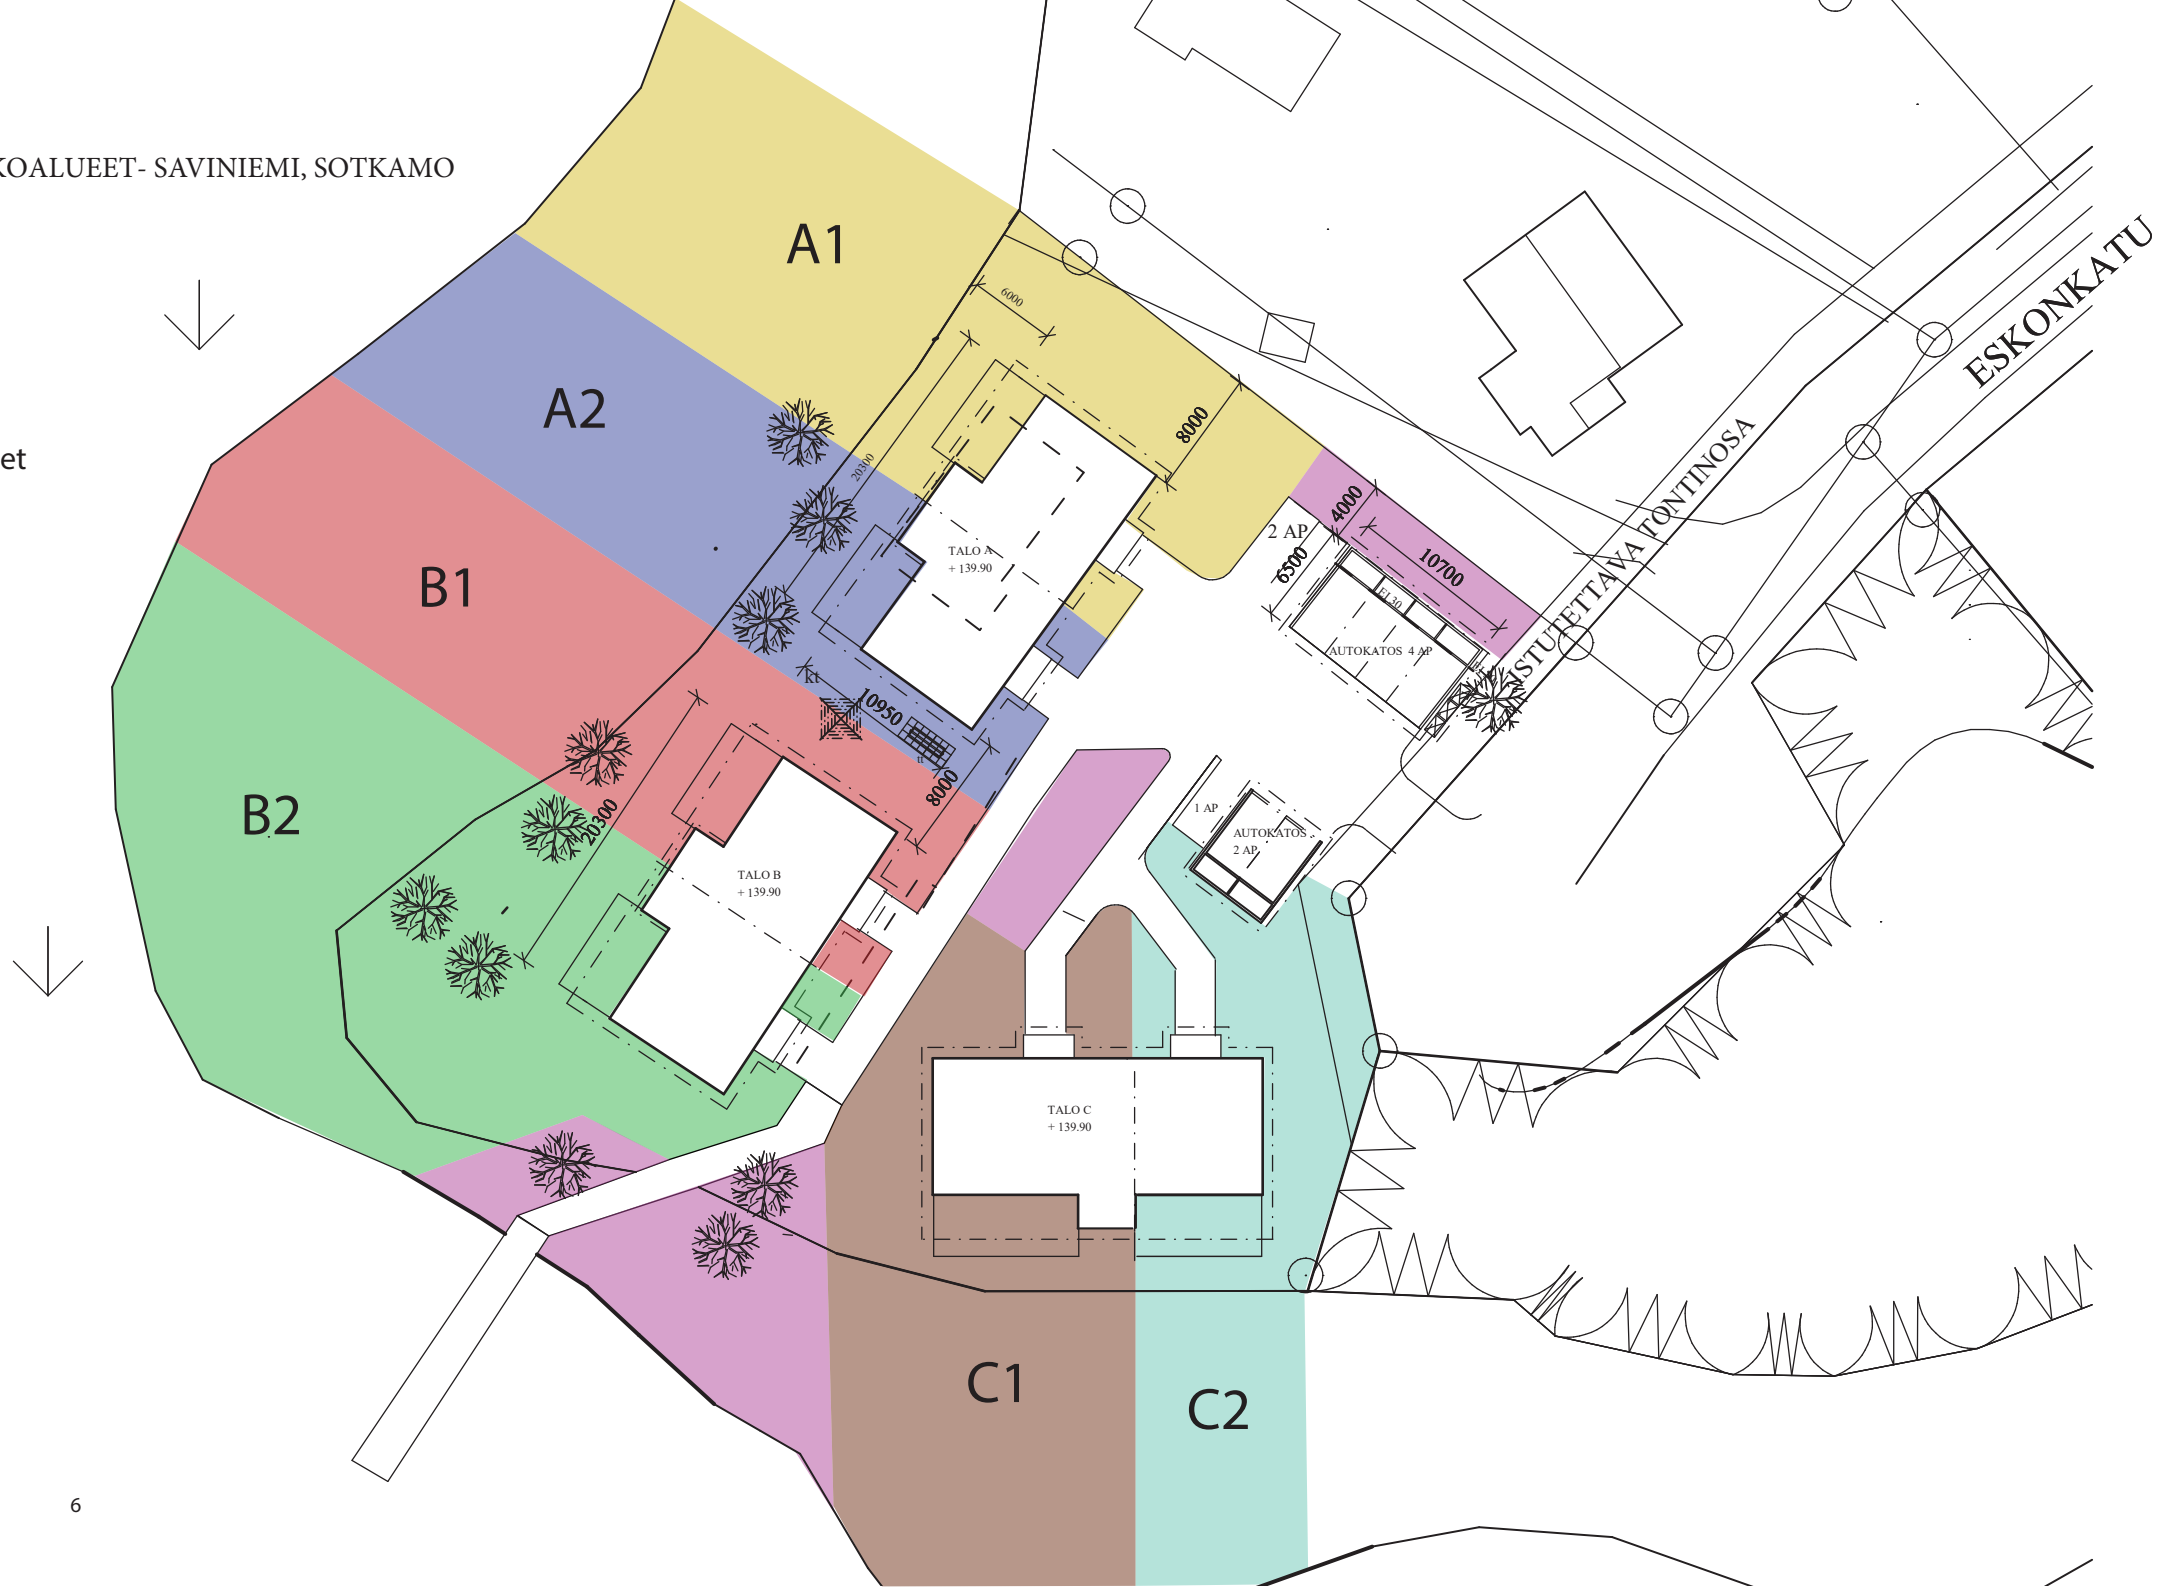 KOALUEET- SAVINIEMI, SOTKAMO
et
A1
A2
B1
B2
C1
C2
6000
20300
8000
TALO A
+ 139.90
2 AP
4000
6500
10700
EI 30
AUTOKATOS 4 AP
ISTUTETTAVA TONTINOSA
ESKONKATU
kt
10950
tt
8000
20300
TALO B
+ 139.90
1 AP
AUTOKATOS
2 AP
TALO C
+ 139.90
6